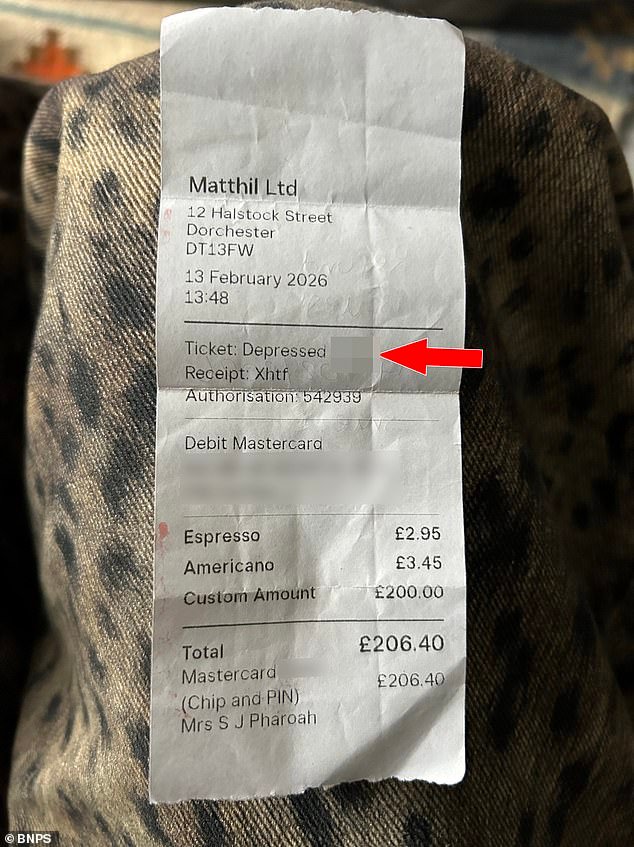 Matthil Ltd
12 Halstock Street
Dorchester
DT13FW
13 February 2026
13:48
Ticket: Depressed
Receipt: Xhtf
Authorisation: 542939
Debit Mastercard
Espresso £2.95
Americano £3.45
Custom Amount £200.00
Total £206.40
Mastercard £206.40
(Chip and PIN)
Mrs S J Pharoah
© BNPS